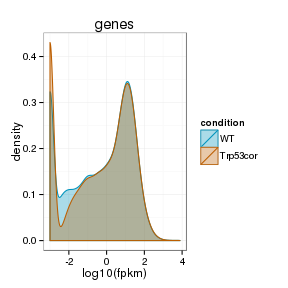 genes
0.4
0.3
0.2
0.1
0.0
-2 0 2 4
density
log10(fpkm)
condition
WT
Trp53cor